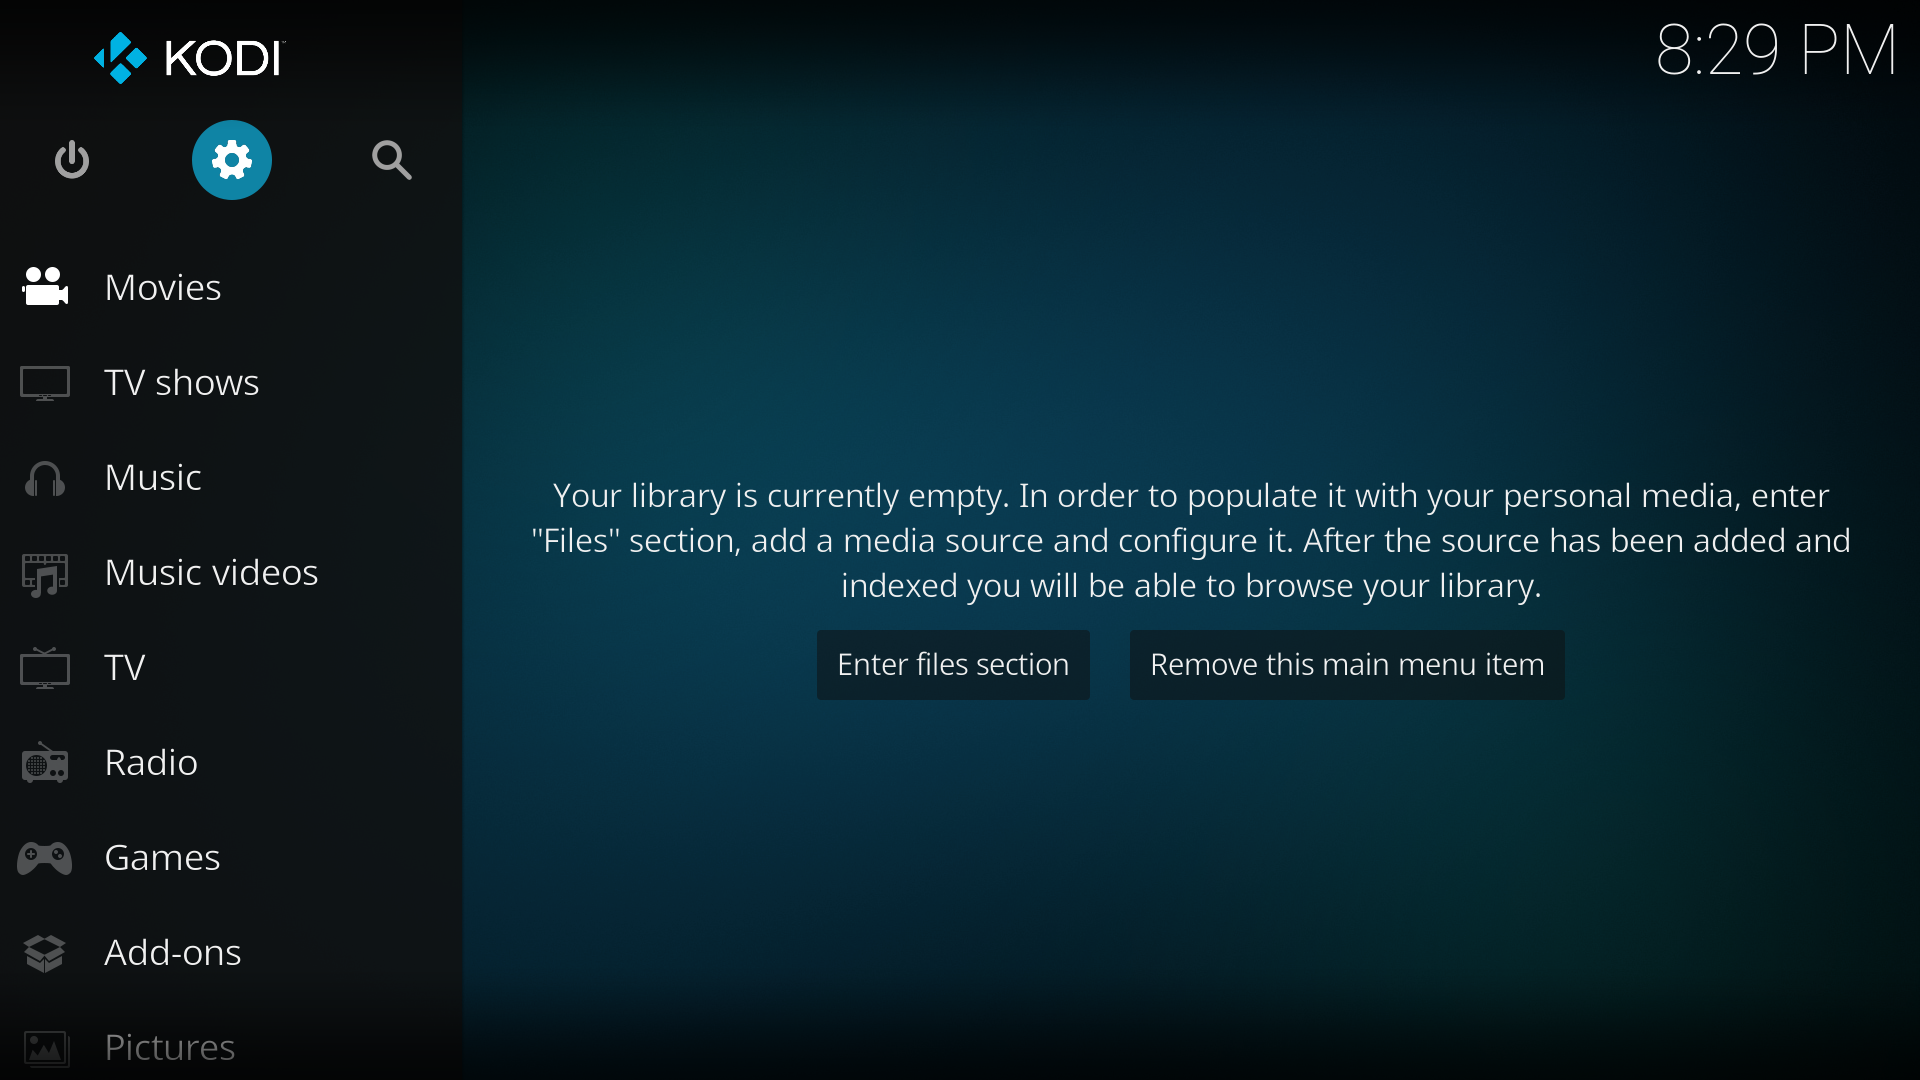 KODI
8:29 PM
Movies
TV shows
Music
Music videos
TV
Radio
Games
Add-ons
Pictures
Your library is currently empty. In order to populate it with your personal media, enter
"Files" section, add a media source and configure it. After the source has been added and
indexed you will be able to browse your library.
Enter files section
Remove this main menu item